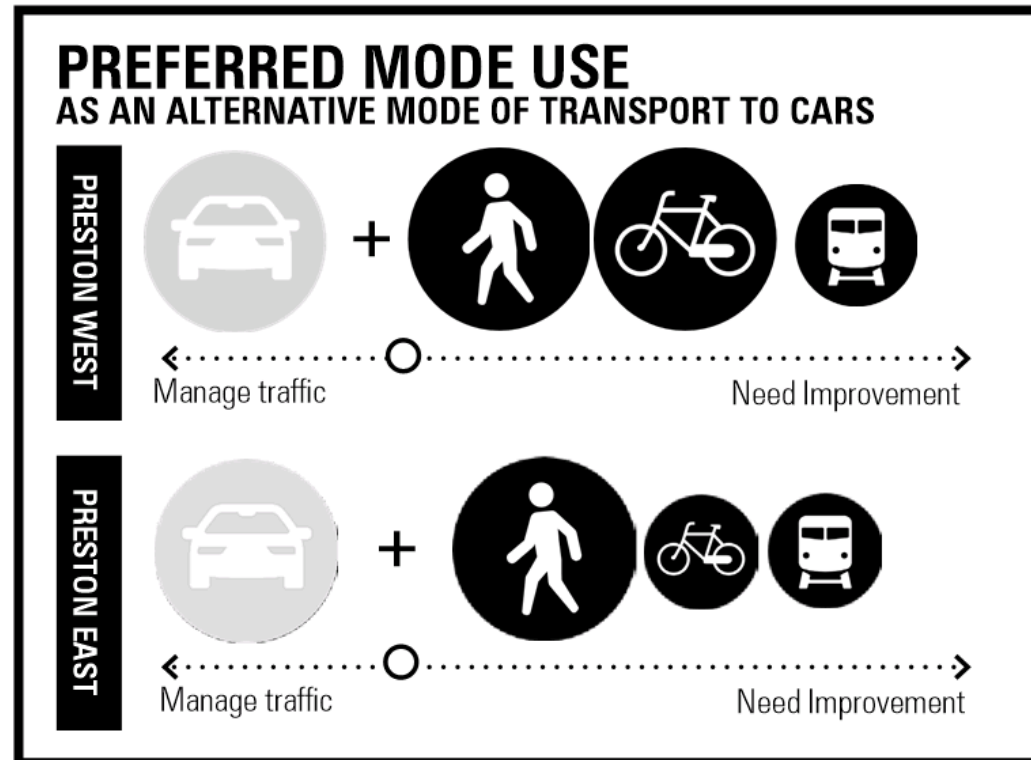 PREFERRED MODE USE
AS AN ALTERNATIVE MODE OF TRANSPORT TO CARS
PRESTON WEST
+
Manage traffic
Need Improvement
PRESTON EAST
+
Manage traffic
Need Improvement